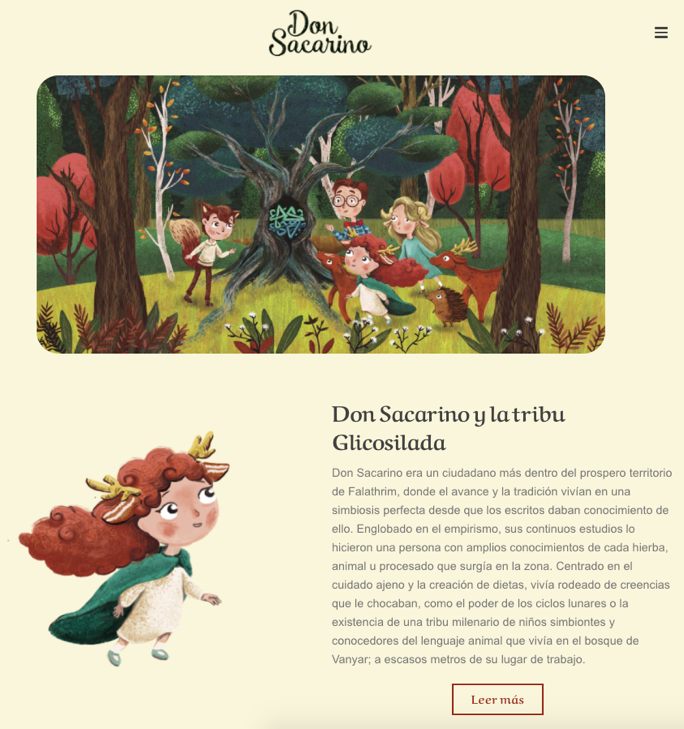 Don
Sacarino
Don Sacarino y la tribu
Glicosilada
Don Sacarino era un ciudadano más dentro del prospero territorio
de Falathrim, donde el avance y la tradición vivían en una
simbiosis perfecta desde que los escritos daban conocimiento de
ello. Englobado en el empirismo, sus continuos estudios lo
hicieron una persona con amplios conocimientos de cada hierba,
animal u procesado que surgía en la zona. Centrado en el
cuidado ajeno y la creación de dietas, vivía rodeado de creencias
que le chocaban, como el poder de los ciclos lunares o la
existencia de una tribu milenario de niños simbiontes y
conocedores del lenguaje animal que vivía en el bosque de
Vanyar; a escasos metros de su lugar de trabajo.
Leer más